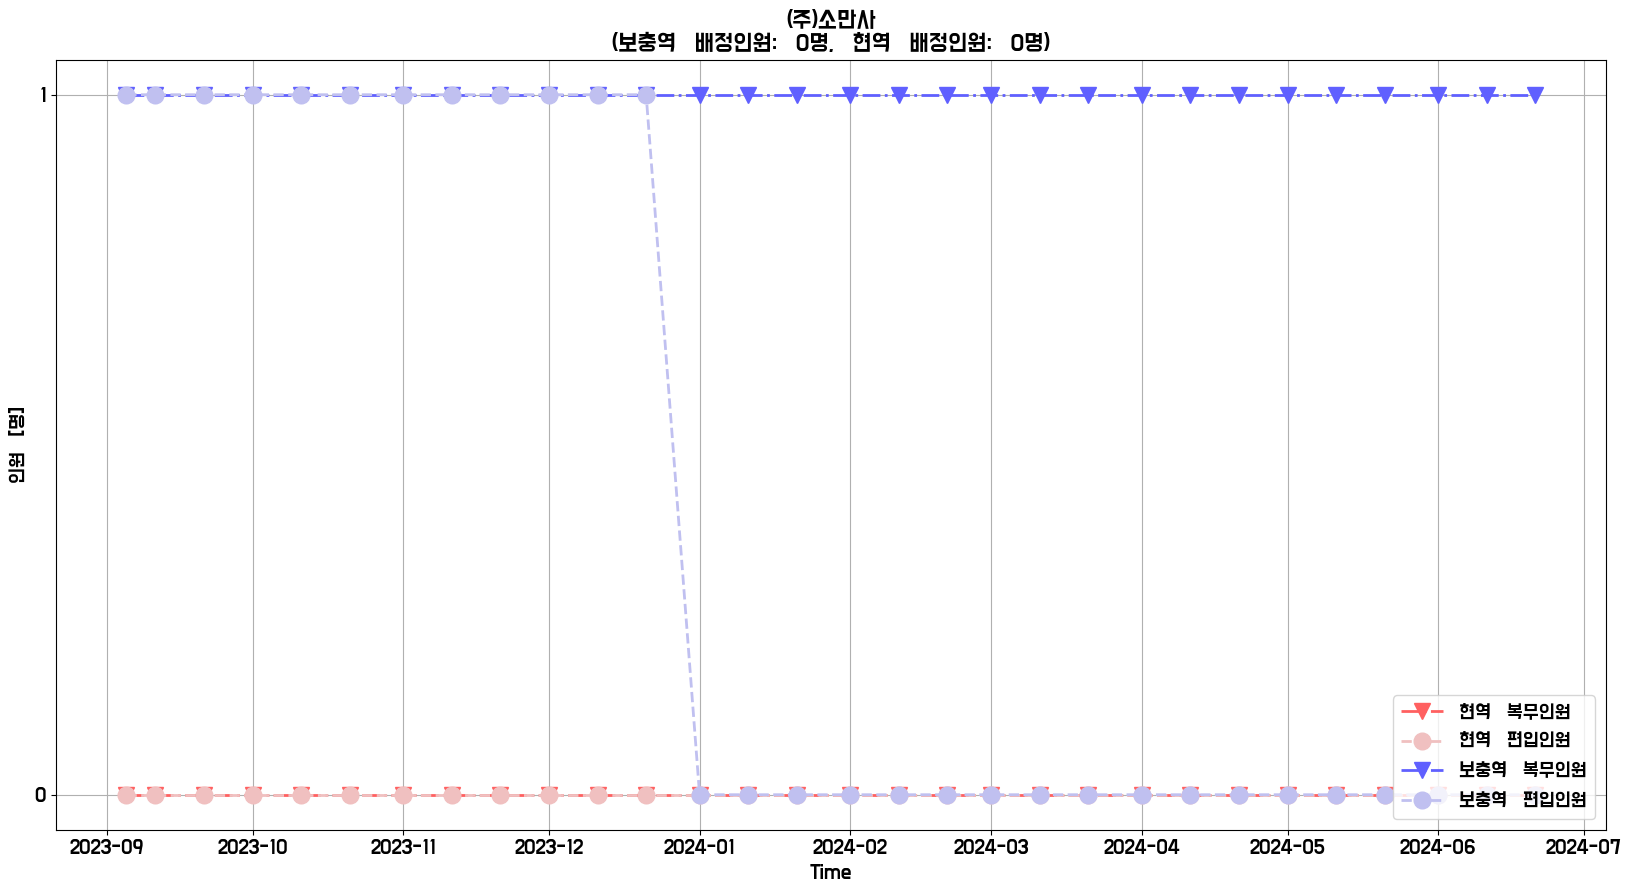 (주)소만사
(보충역 배정인원: 0명, 현역 배정인원: 0명)
1
인원 [명]
0
현역 복무인원
현역 편입인원
보충역 복무인원
보충역 편입인원
2023-09 2023-10 2023-11 2023-12 2024-01 2024-02 2024-03 2024-04 2024-05 2024-06 2024-07
Time